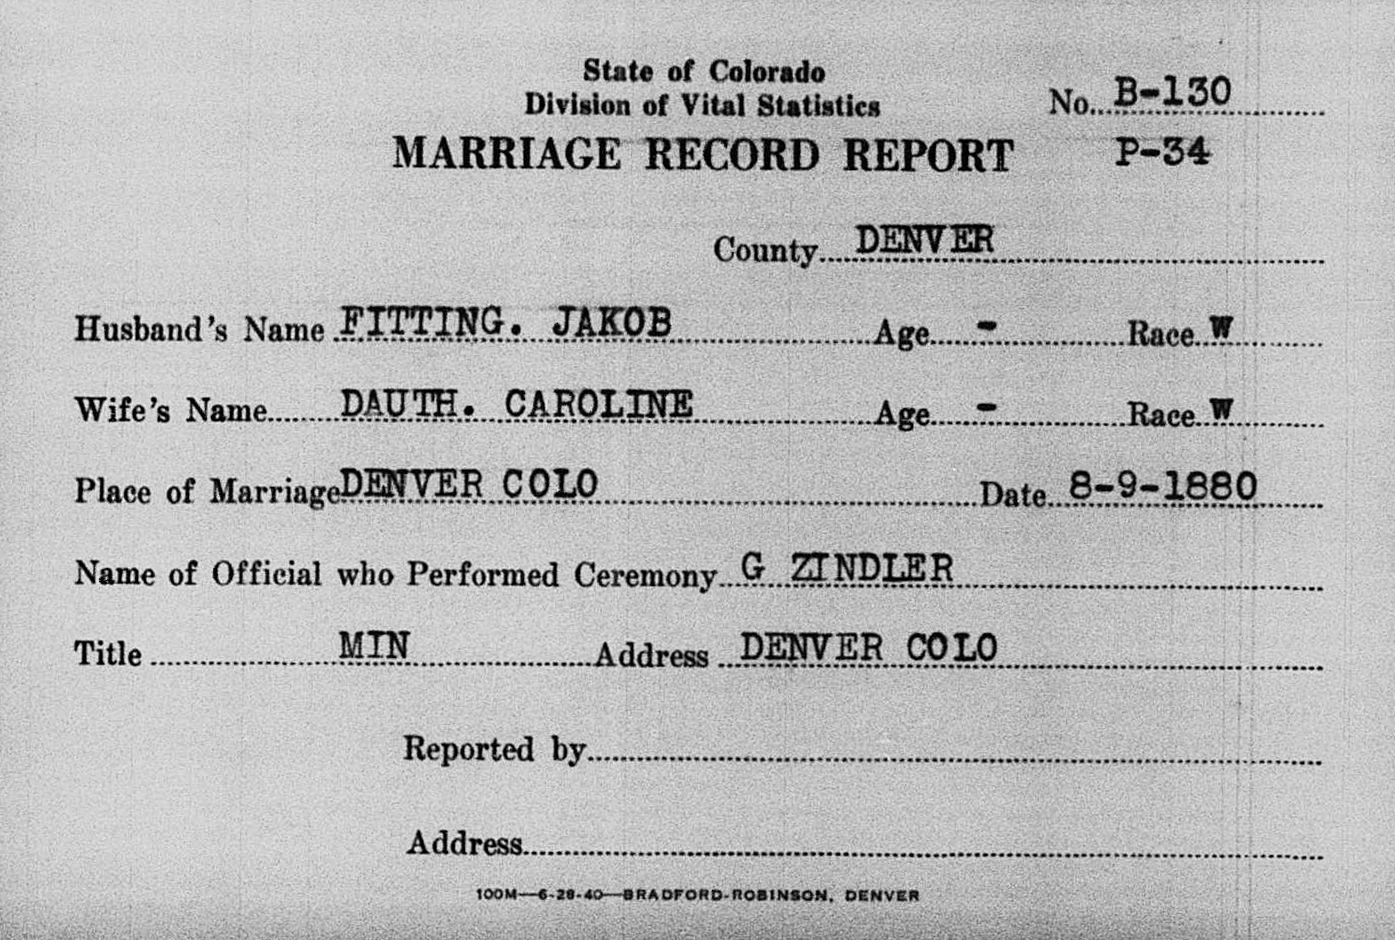 State of Colorado
Division of Vital Statistics No. B-130
MARRIAGE RECORD REPORT P-34
County DENVER
Husband's Name FITTING. JAKOB Age - Race W
Wife's Name DAUTH. CAROLINE Age - Race W
Place of Marriage DENVER COLO Date 8-9-1880
Name of Official who Performed Ceremony G ZINDLER
Title MIN Address DENVER COLO
Reported by
Address
100M—6-28-40—BRADFORD-ROBINSON, DENVER